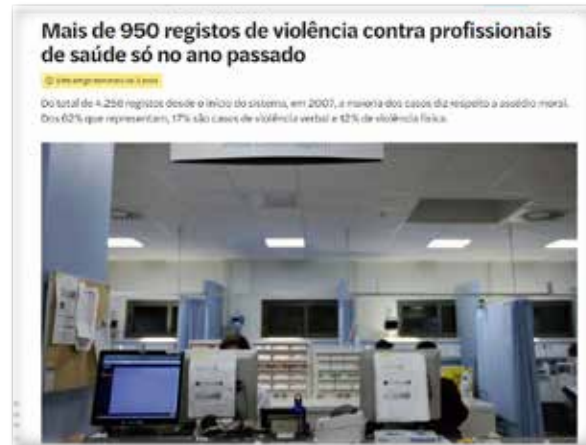 Mais de 950 registos de violência contra profissionais
de saúde só no ano passado
Do total de 4.258 registos desde o início do sistema, em 2007, a maioria dos casos diz respeito a assédio moral.
Dos 62% que representam, 17% são casos de violência verbal e 12% de violência física.